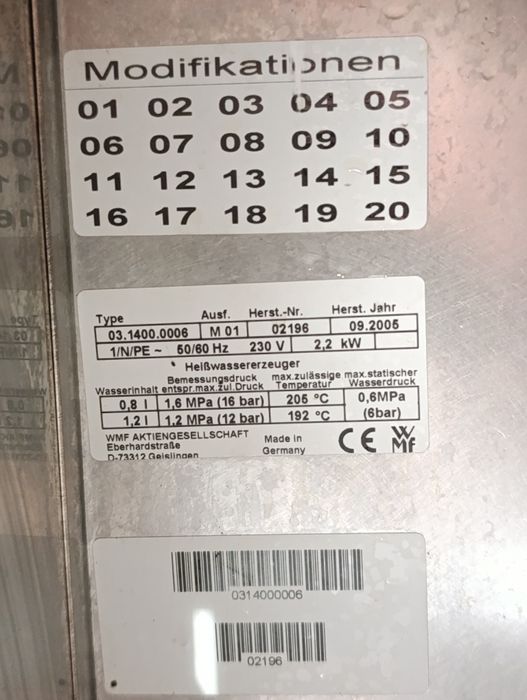 Modifikationen
01 02 03 04 05
06 07 08 09 10
11 12 13 14 15
16 17 18 19 20
Type Ausf. Herst.-Nr. Herst. Jahr
03.1400.0006 M 01 02196 09.2005
1/N/PE ~ 50/60 Hz 230 V 2,2 kW
Heißwassererzeuger
Bemessungsdruck max.zulässige max.statischer
Wasserinhalt entspr.max.zul.Druck Temperatur Wasserdruck
0,8 l 1,6 MPa (16 bar) 205 °C 0,6MPa
1,2 l 1,2 MPa (12 bar) 192 °C (6bar)
WMF AKTIENGESELLSCHAFT Made in CE WMF
Eberhardstraße Germany
D-73312 Geislingen
0314000006
02196